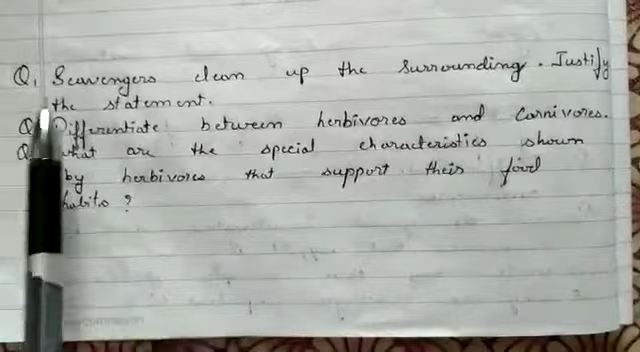 Q1 Scavengers clean up the surrounding. Justify
the statement.
Q Differentiate between herbivores and Carnivores.
Q what are the special characteristics shown
by herbivores that support their food
habits ?